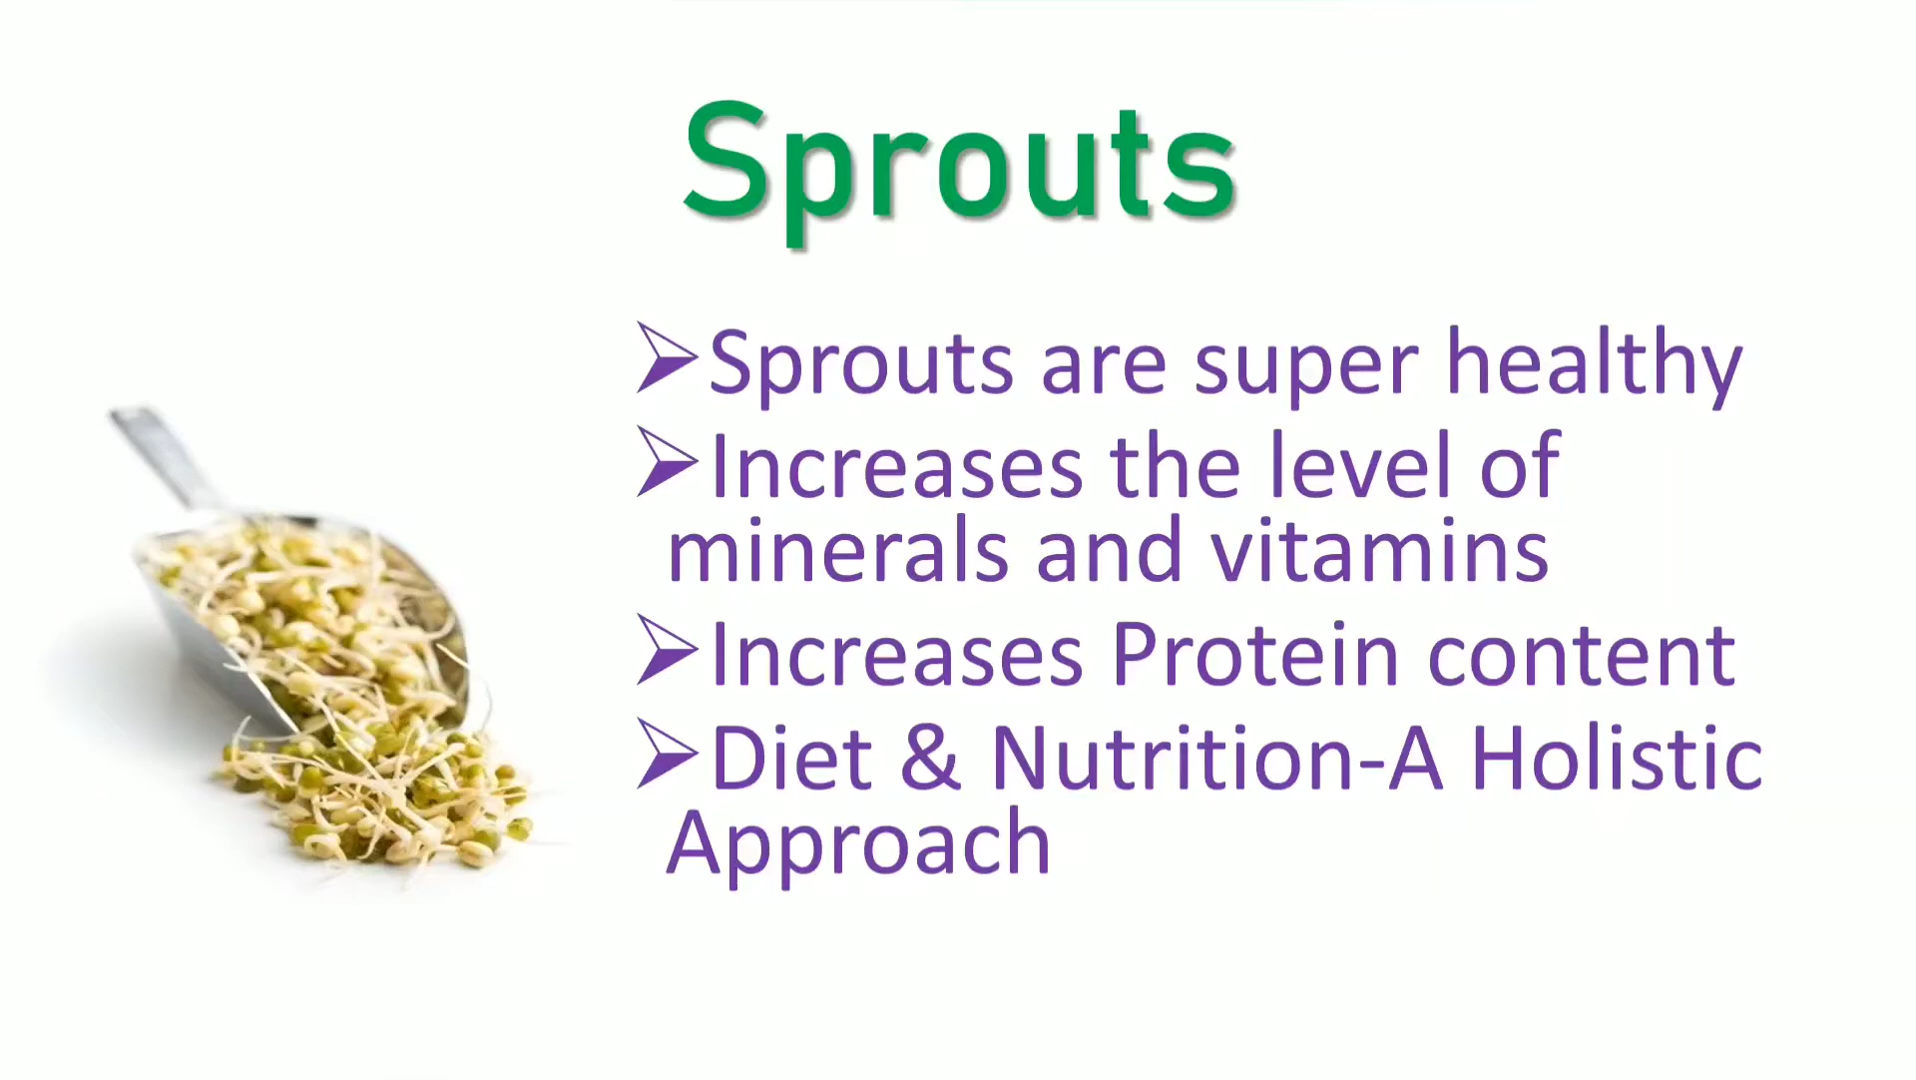 Sprouts
➢Sprouts are super healthy
➢Increases the level of
minerals and vitamins
➢Increases Protein content
➢Diet & Nutrition-A Holistic
Approach